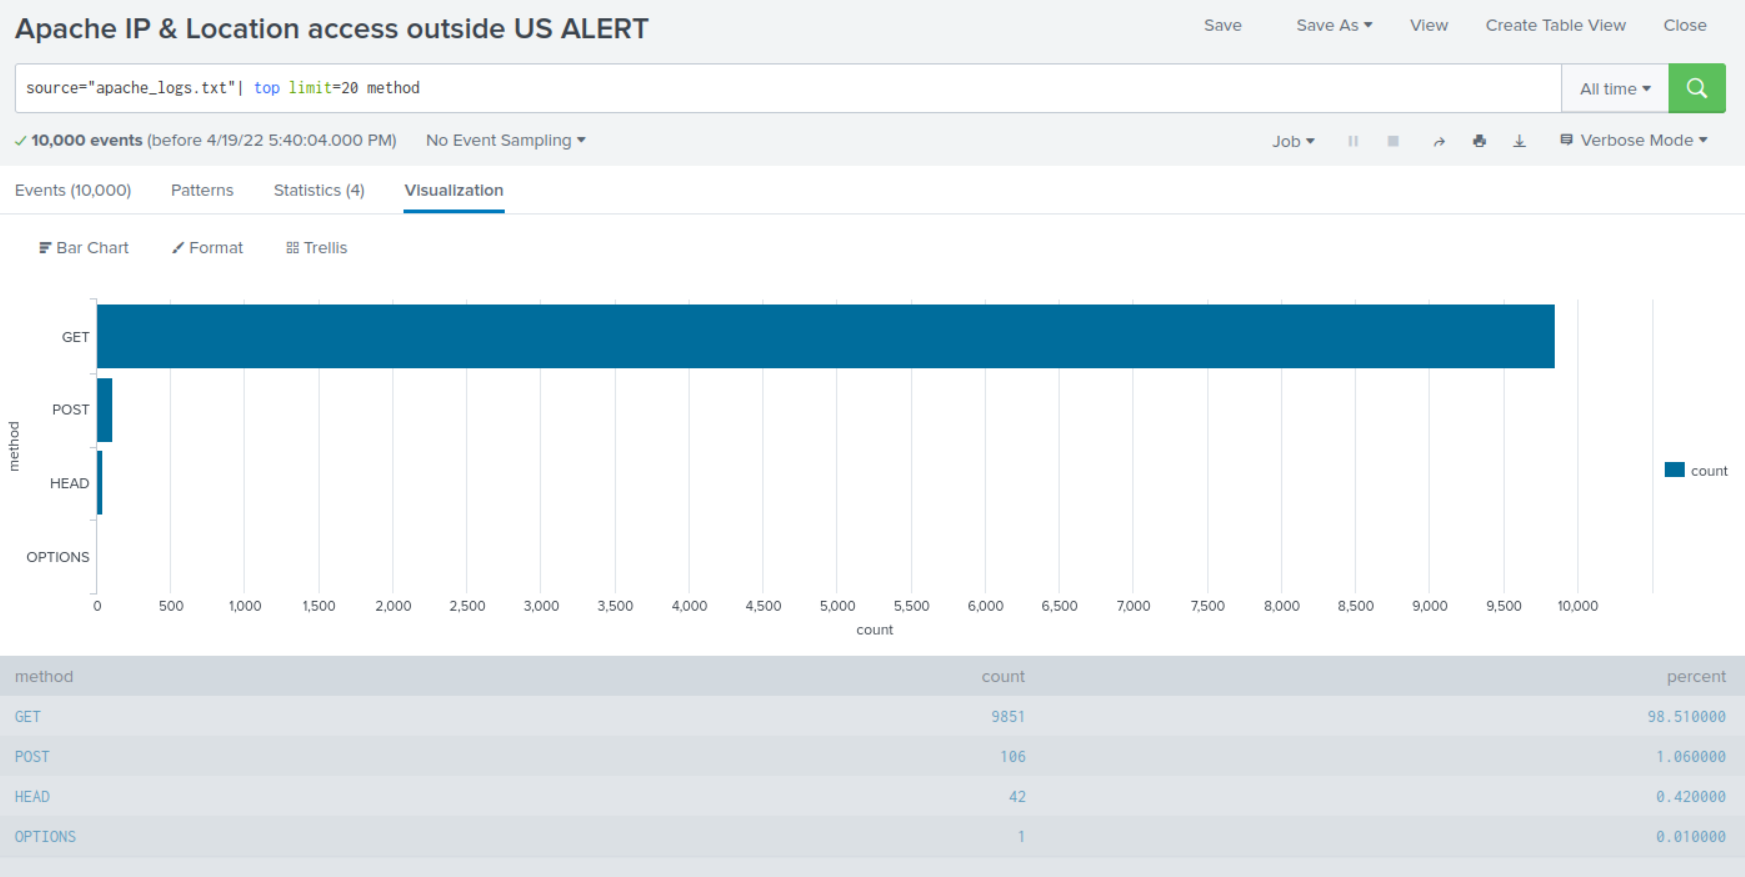 Apache IP & Location access outside US ALERT
Save Save As View Create Table View Close
source="apache_logs.txt"| top limit=20 method
All time
10,000 events (before 4/19/22 5:40:04.000 PM) No Event Sampling
Job Verbose Mode
Events (10,000) Patterns Statistics (4) Visualization
Bar Chart Format Trellis
GET
POST
HEAD
OPTIONS
method
0 500 1,000 1,500 2,000 2,500 3,000 3,500 4,000 4,500 5,000 5,500 6,000 6,500 7,000 7,500 8,000 8,500 9,000 9,500 10,000
count
count
method count percent
GET 9851 98.510000
POST 106 1.060000
HEAD 42 0.420000
OPTIONS 1 0.010000